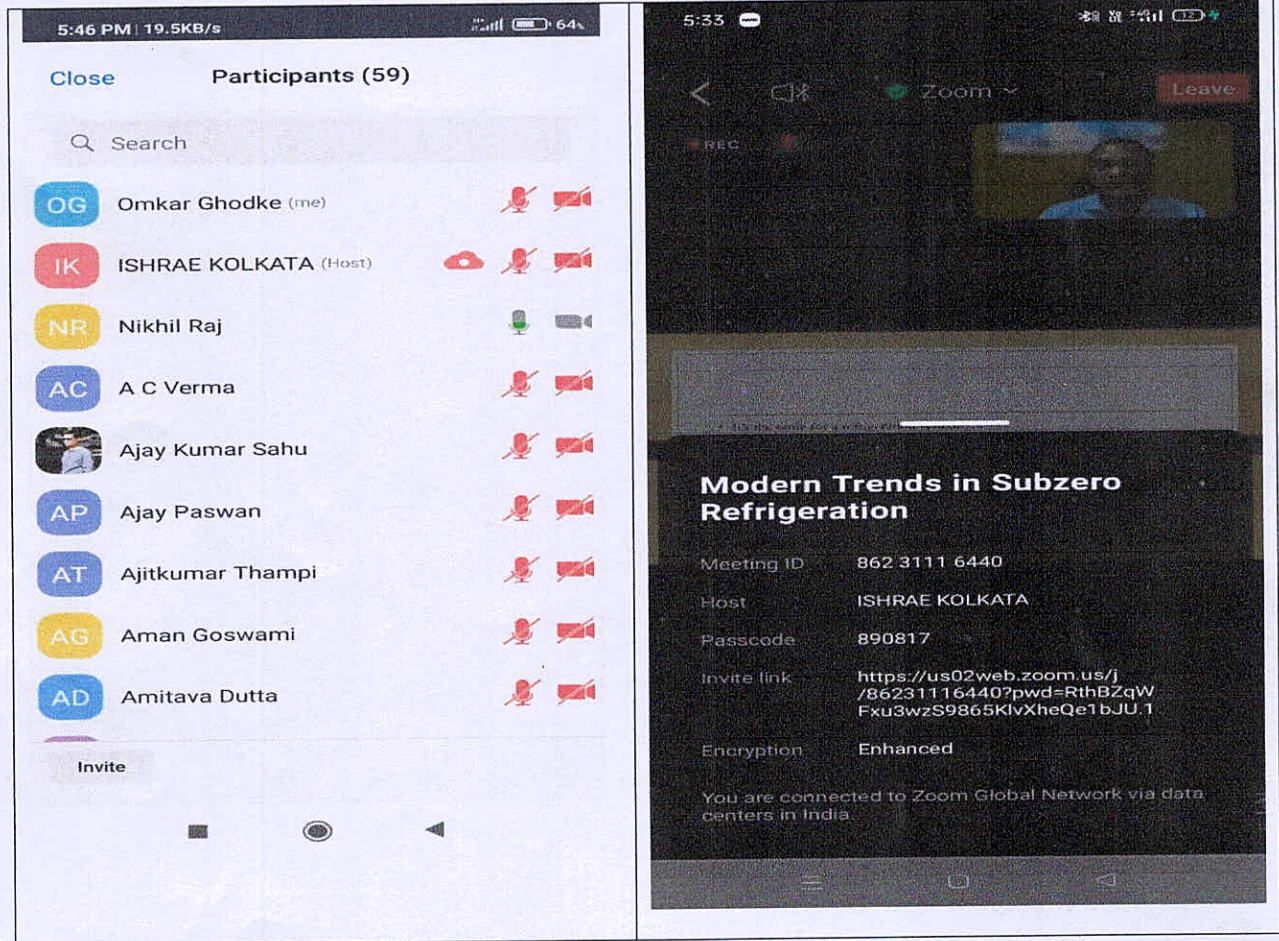 5:46 PM | 19.5KB/s
64%
Close
Participants (59)
Search
OG
Omkar Ghodke (me)
IK
ISHRAE KOLKATA (Host)
NR
Nikhil Raj
AC
A C Verma
Ajay Kumar Sahu
AP
Ajay Paswan
AT
Ajitkumar Thampi
AG
Aman Goswami
AD
Amitava Dutta
Invite
5:33
12
Zoom
Leave
REC
Modern Trends in Subzero
Refrigeration
Meeting ID 862 3111 6440
Host ISHRAE KOLKATA
Passcode 890817
Invite link https://us02web.zoom.us/j
/86231116440?pwd=RthBZqW
Fxu3wzS9865KlvXheQe1bJU.1
Encryption Enhanced
You are connected to Zoom Global Network via data
centers in India